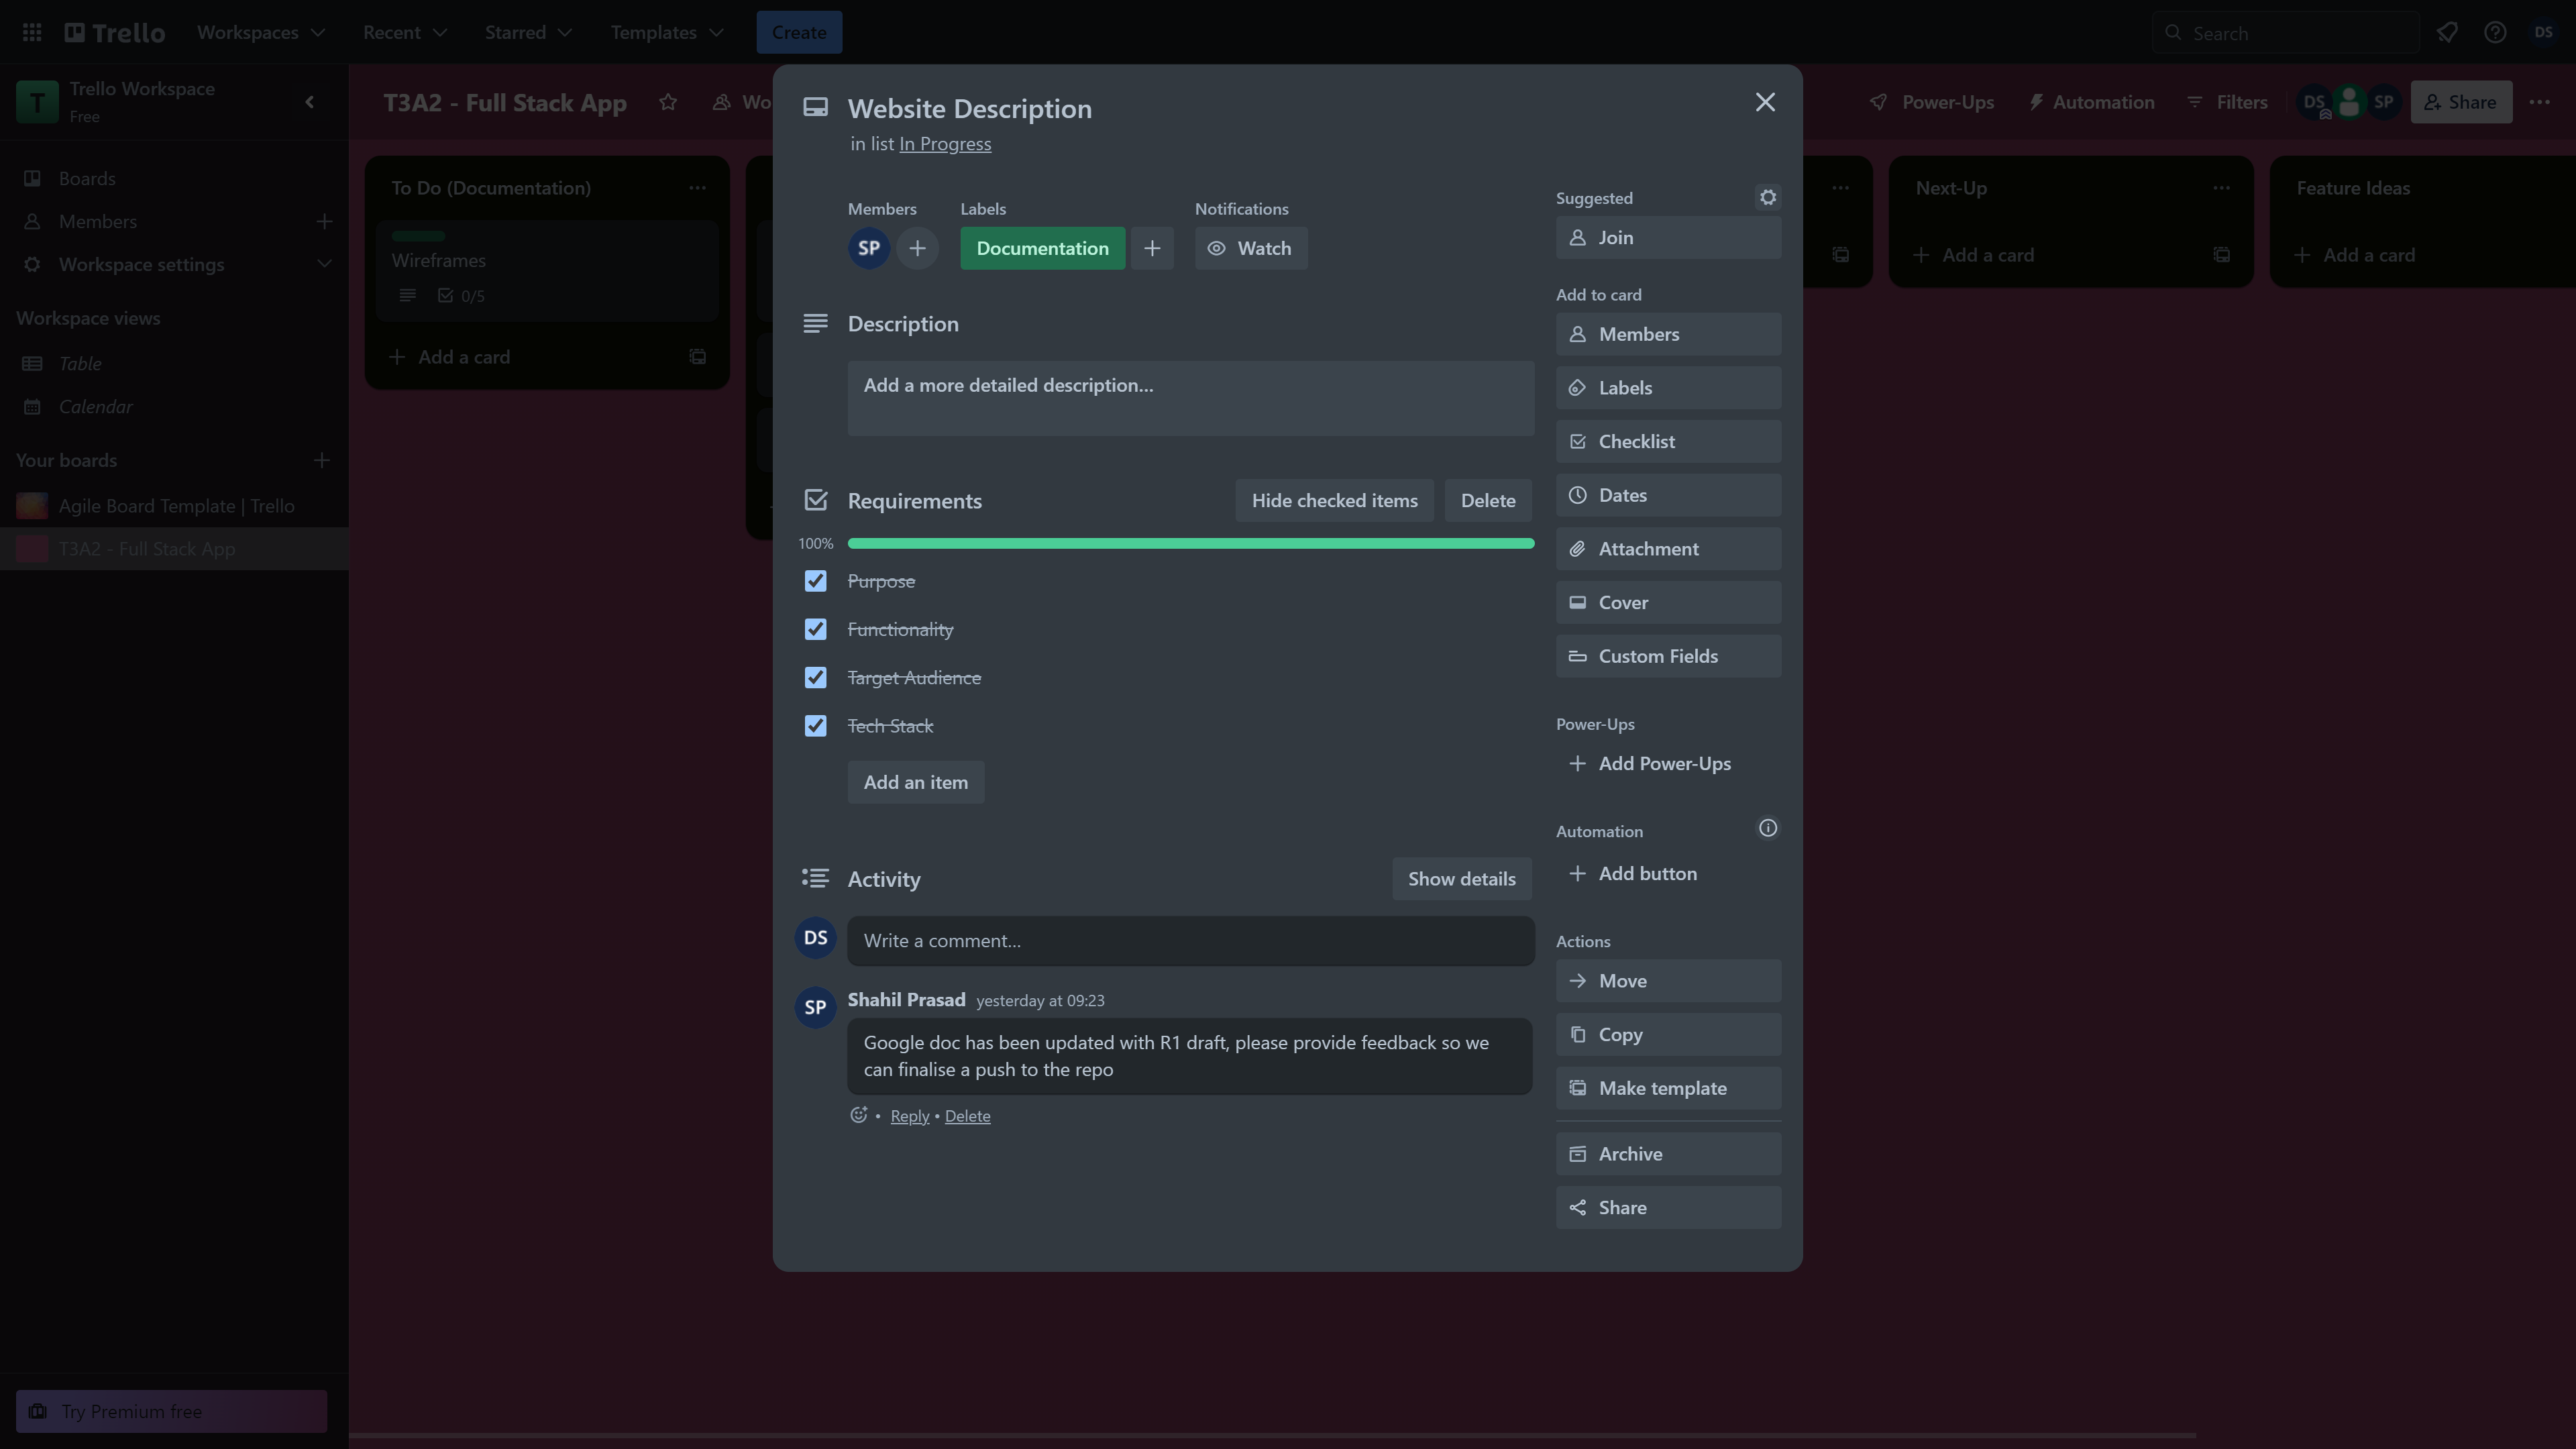 Trello
Workspaces
Recent
Starred
Templates
Create
Search
DS
T
Trello Workspace
Free
Boards
Members
Workspace settings
Workspace views
Table
Calendar
Your boards
Agile Board Template | Trello
T3A2 - Full Stack App
Try Premium free
T3A2 - Full Stack App
Wo
Power-Ups
Automation
Filters
DS
SP
Share
To Do (Documentation)
Wireframes
0/5
Add a card
Add a card
Next-Up
Add a card
Feature Ideas
Add a card
Website Description
in list In Progress
Members
Labels
Notifications
SP
Documentation
Watch
Description
Add a more detailed description...
Requirements
Hide checked items
Delete
100%
Purpose
Functionality
Target Audience
Tech Stack
Add an item
Activity
Show details
DS
Write a comment...
SP
Shahil Prasad yesterday at 09:23
Google doc has been updated with R1 draft, please provide feedback so we
can finalise a push to the repo
• Reply • Delete
Suggested
Join
Add to card
Members
Labels
Checklist
Dates
Attachment
Cover
Custom Fields
Power-Ups
Add Power-Ups
Automation
Add button
Actions
Move
Copy
Make template
Archive
Share